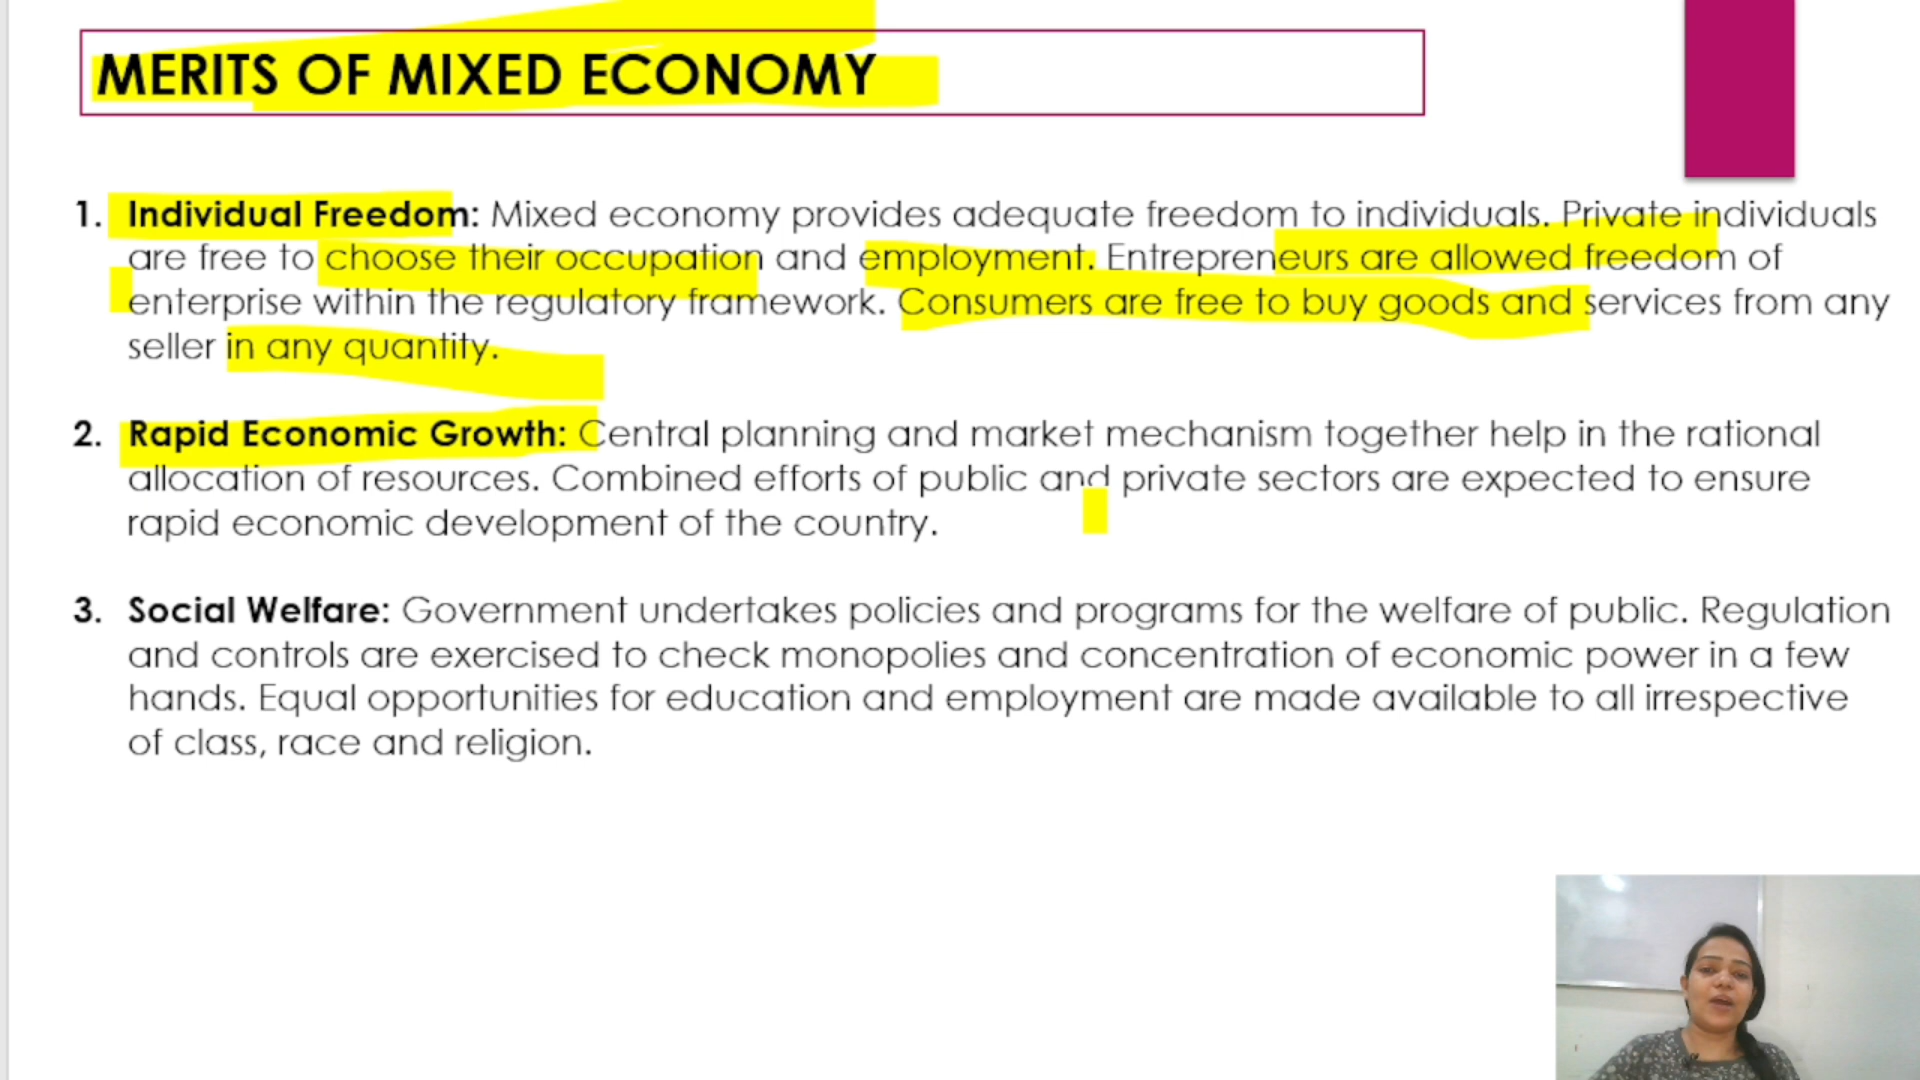 MERITS OF MIXED ECONOMY
1. Individual Freedom: Mixed economy provides adequate freedom to individuals. Private individuals
are free to choose their occupation and employment. Entrepreneurs are allowed freedom of
enterprise within the regulatory framework. Consumers are free to buy goods and services from any
seller in any quantity.
2. Rapid Economic Growth: Central planning and market mechanism together help in the rational
allocation of resources. Combined efforts of public and private sectors are expected to ensure
rapid economic development of the country.
3. Social Welfare: Government undertakes policies and programs for the welfare of public. Regulation
and controls are exercised to check monopolies and concentration of economic power in a few
hands. Equal opportunities for education and employment are made available to all irrespective
of class, race and religion.